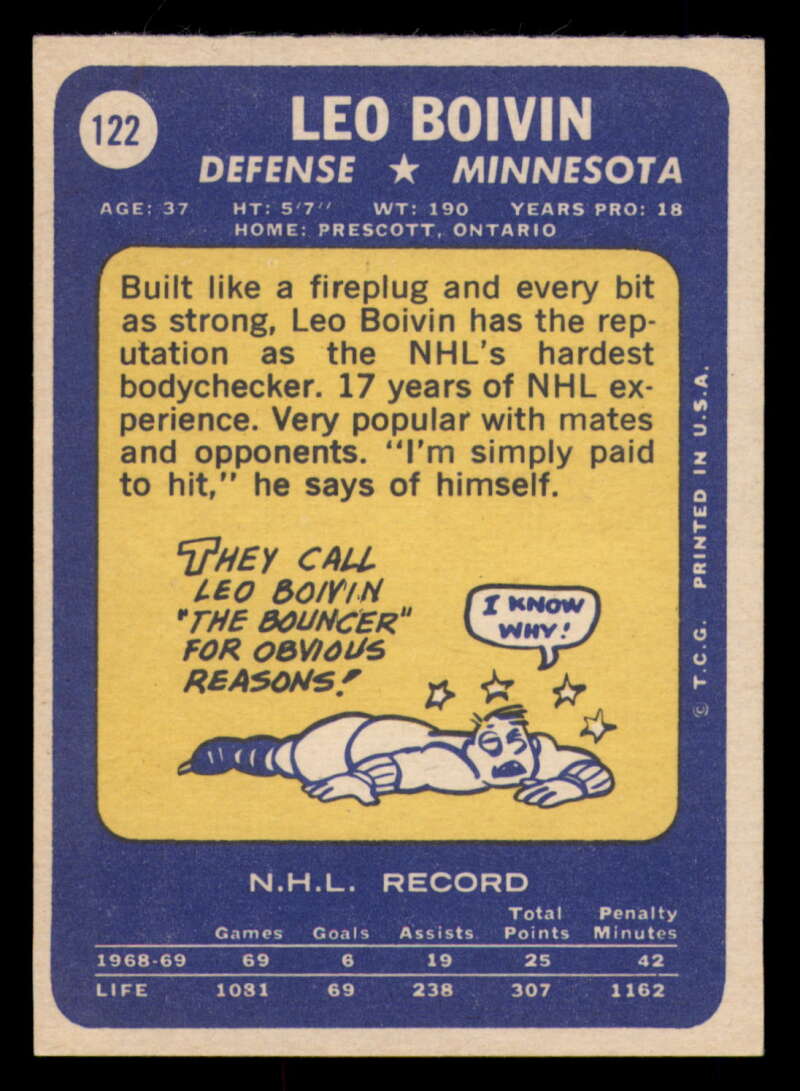 122
LEO BOIVIN
DEFENSE ★ MINNESOTA
AGE: 37 HT: 5'7" WT: 190 YEARS PRO: 18
HOME: PRESCOTT, ONTARIO
Built like a fireplug and every bit
as strong, Leo Boivin has the rep-
utation as the NHL's hardest
bodychecker. 17 years of NHL ex-
perience. Very popular with mates
and opponents. "I'm simply paid
to hit," he says of himself.
THEY CALL
LEO BOIVIN
"THE BOUNCER"
FOR OBVIOUS
REASONS!
I KNOW
WHY!
© T.C.G. PRINTED IN U.S.A.
N.H.L. RECORD
Games Goals Assists Total Points Penalty Minutes
1968-69 69 6 19 25 42
LIFE 1081 69 238 307 1162